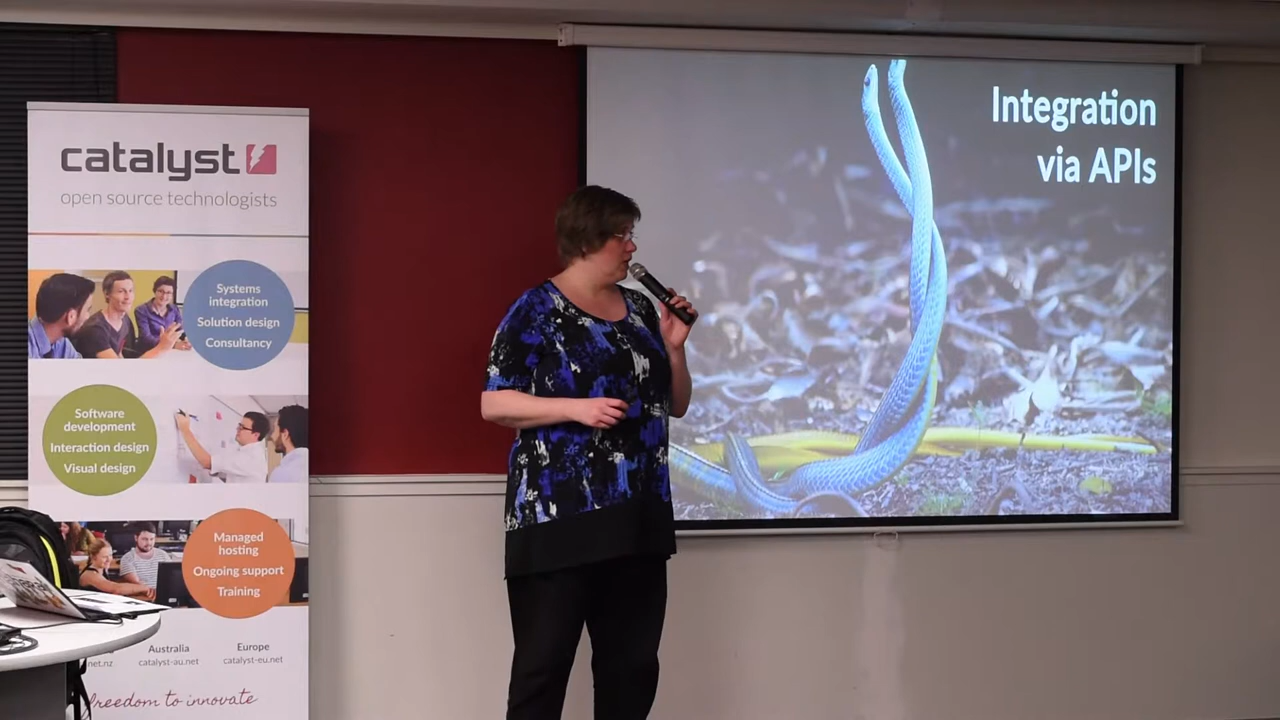 catalyst
open source technologists
Systems
integration
Solution design
Consultancy
Software
development
Interaction design
Visual design
Managed
hosting
Ongoing support
Training
Australia
Europe
net.nz
catalyst-au.net
catalyst-eu.net
freedom to innovate
Integration
via APIs